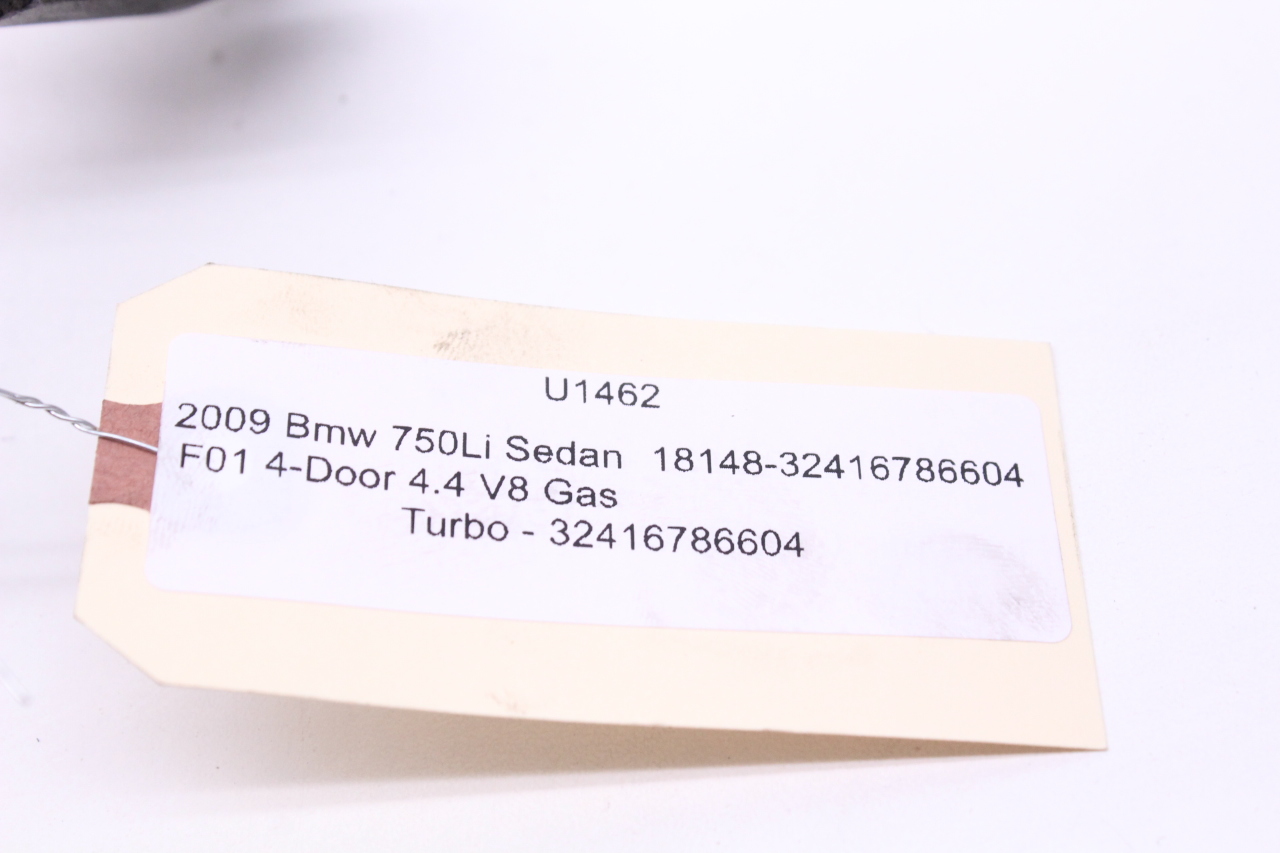 U1462
2009 Bmw 750Li Sedan 18148-32416786604
F01 4-Door 4.4 V8 Gas
Turbo - 32416786604